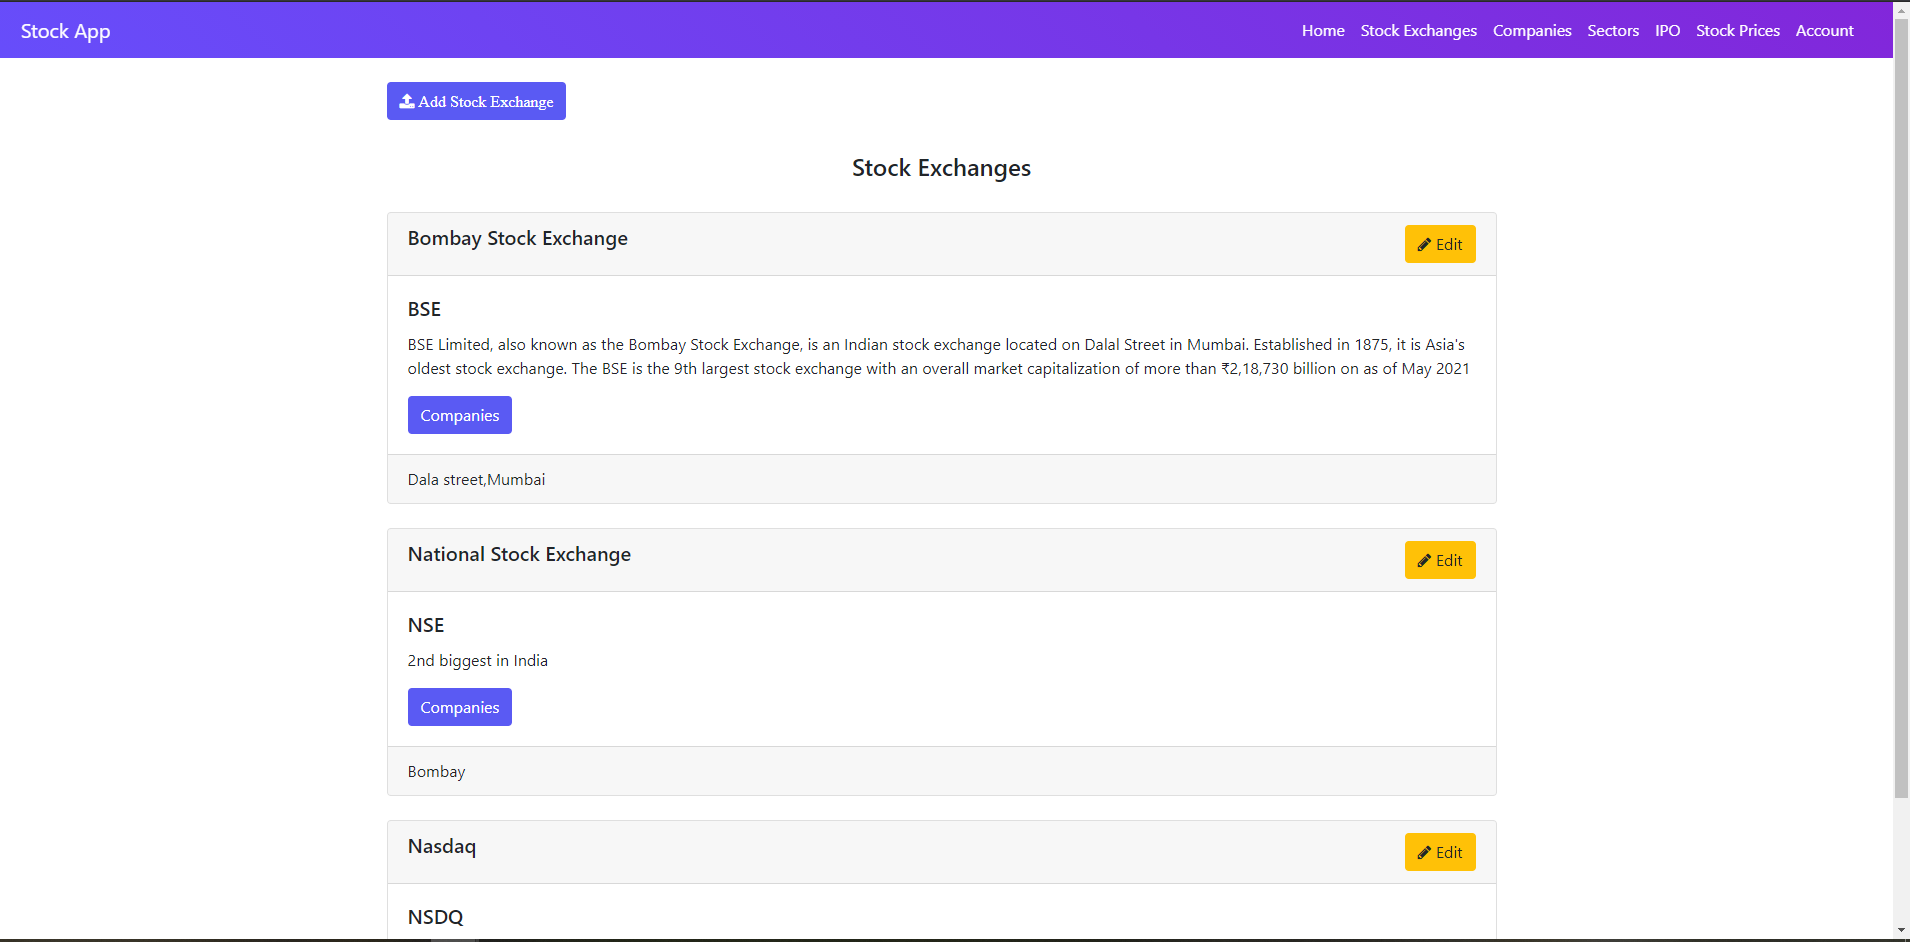 Stock App
Home Stock Exchanges Companies Sectors IPO Stock Prices Account
Add Stock Exchange
Stock Exchanges
Bombay Stock Exchange
Edit
BSE
BSE Limited, also known as the Bombay Stock Exchange, is an Indian stock exchange located on Dalal Street in Mumbai. Established in 1875, it is Asia's
oldest stock exchange. The BSE is the 9th largest stock exchange with an overall market capitalization of more than ₹2,18,730 billion on as of May 2021
Companies
Dala street,Mumbai
National Stock Exchange
Edit
NSE
2nd biggest in India
Companies
Bombay
Nasdaq
Edit
NSDQ